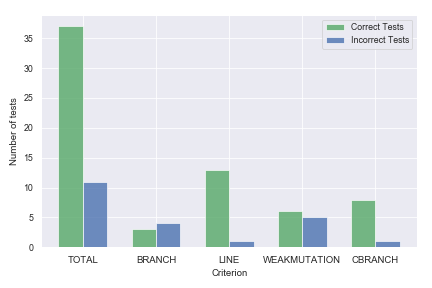 Correct Tests
Incorrect Tests
Number of tests
35
30
25
20
15
10
5
0
TOTAL BRANCH LINE WEAKMUTATION CBRANCH
Criterion